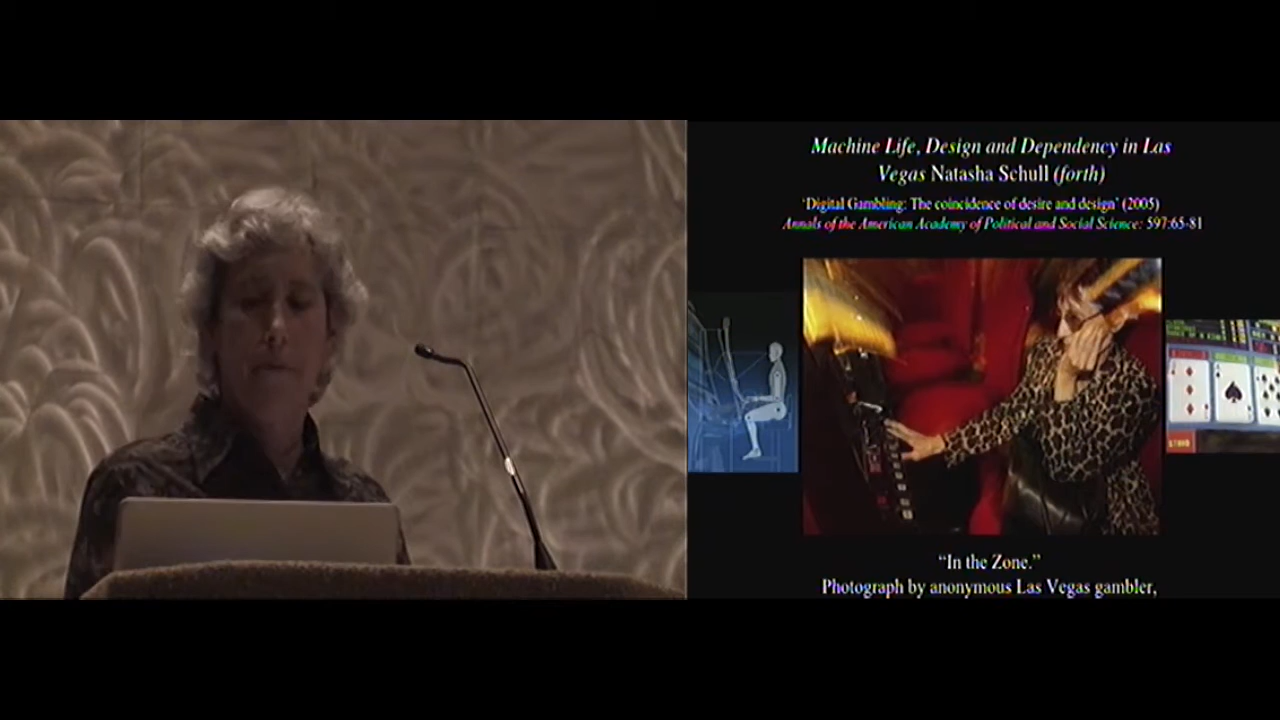 Machine Life, Design and Dependency in Las
Vegas Natasha Schull (forth)
‘Digital Gambling: The coincidence of desire and design’ (2005)
Annals of the American Academy of Political and Social Science: 597:65-81
“In the Zone.”
Photograph by anonymous Las Vegas gambler,